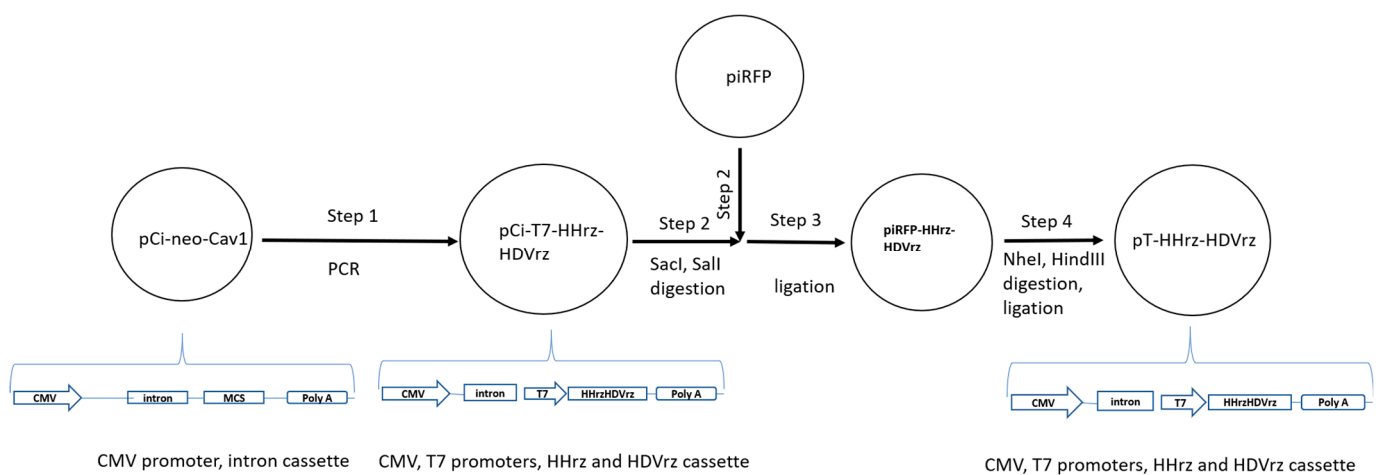 piRFP
Step 2
Step 1
Step 2
Step 3
Step 4
pCi-neo-Cav1
PCR
pCi-T7-HHrz-
HDVrz
SacI, SalI
digestion
ligation
piRFP-HHrz-
HDVrz
NheI, HindIII
digestion,
ligation
pT-HHrz-HDVrz
CMV
intron
MCS
Poly A
CMV
intron
T7
HHrzHDVrz
Poly A
CMV
intron
T7
HHrzHDVrz
Poly A
CMV promoter, intron cassette
CMV, T7 promoters, HHrz and HDVrz cassette
CMV, T7 promoters, HHrz and HDVrz cassette